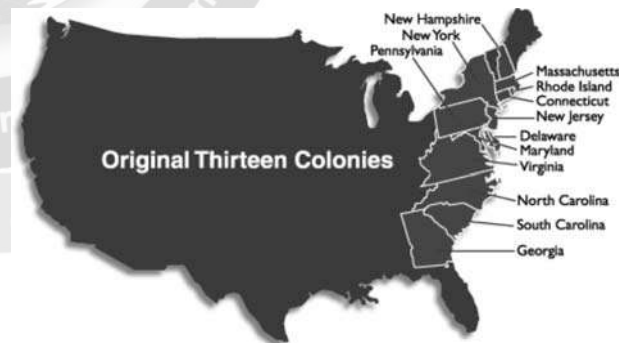 New Hampshire
New York
Pennsylvania
Massachusetts
Rhode Island
Connecticut
New Jersey
Delaware
Maryland
Original Thirteen Colonies
Virginia
North Carolina
South Carolina
Georgia